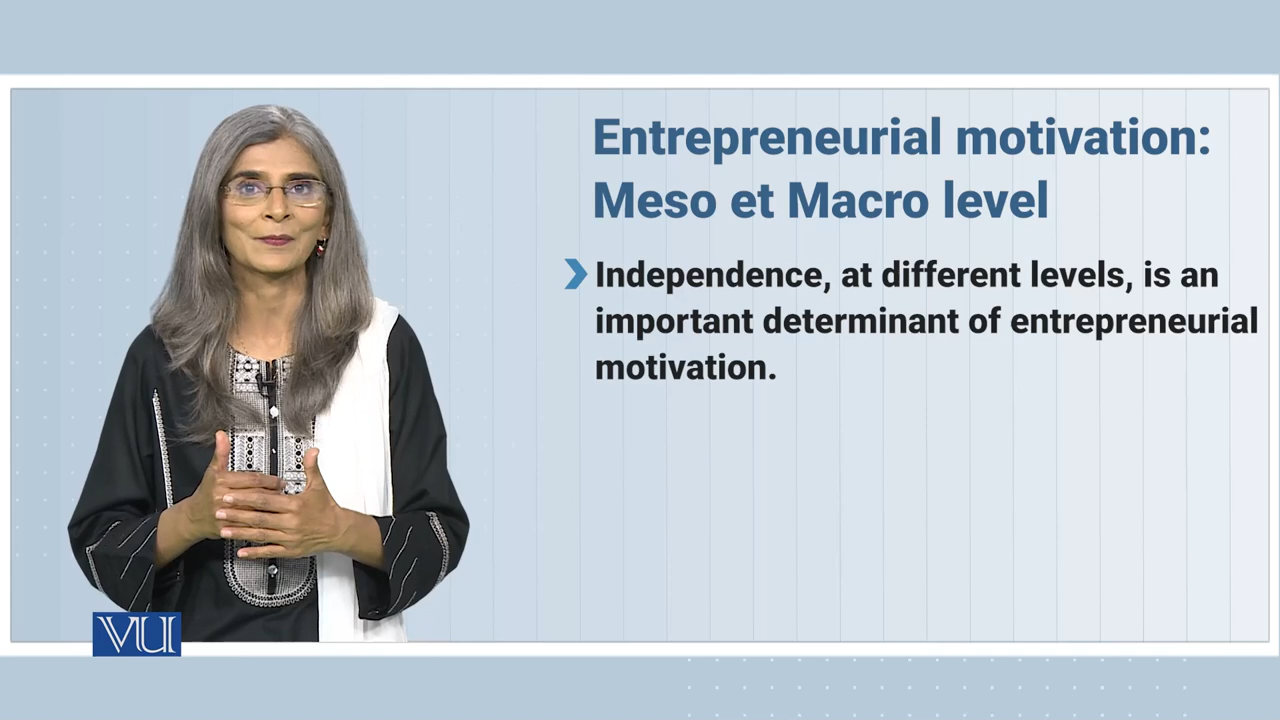 Entrepreneurial motivation:
Meso et Macro level
Independence, at different levels, is an
important determinant of entrepreneurial
motivation.
VU